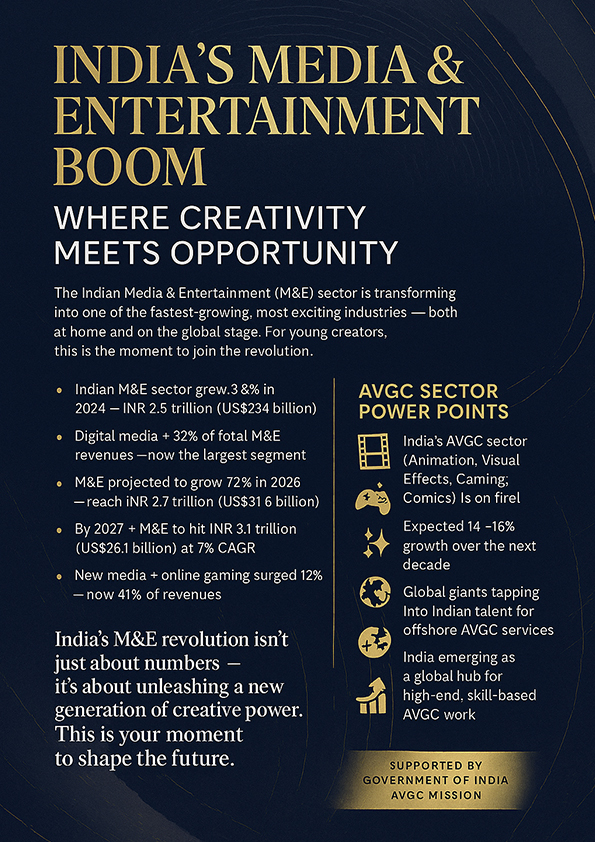 INDIA'S MEDIA &
ENTERTAINMENT
BOOM
WHERE CREATIVITY
MEETS OPPORTUNITY
The Indian Media & Entertainment (M&E) sector is transforming
into one of the fastest-growing, most exciting industries — both
at home and on the global stage. For young creators,
this is the moment to join the revolution.
• Indian M&E sector grew.3 &% in
2024 — INR 2.5 trillion (US$234 billion)
• Digital media + 32% of fotal M&E
revenues —now the largest segment
• M&E projected to grow 72% in 2026
—reach iNR 2.7 trillion (US$31 6 billion)
• By 2027 + M&E to hit INR 3.1 trillion
(US$26.1 billion) at 7% CAGR
• New media + online gaming surged 12%
— now 41% of revenues
India's M&E revolution isn't
just about numbers —
it's about unleashing a new
generation of creative power.
This is your moment
to shape the future.
AVGC SECTOR
POWER POINTS
India's AVGC sector
(Animation, Visual
Effects, Caming;
Comics) Is on firel
Expected 14 –16%
growth over the next
decade
Global giants tapping
Into Indian talent for
offshore AVGC services
India emerging as
a global hub for
high-end, skill-based
AVGC work
SUPPORTED BY
GOVERNMENT OF INDIA
AVGC MISSION